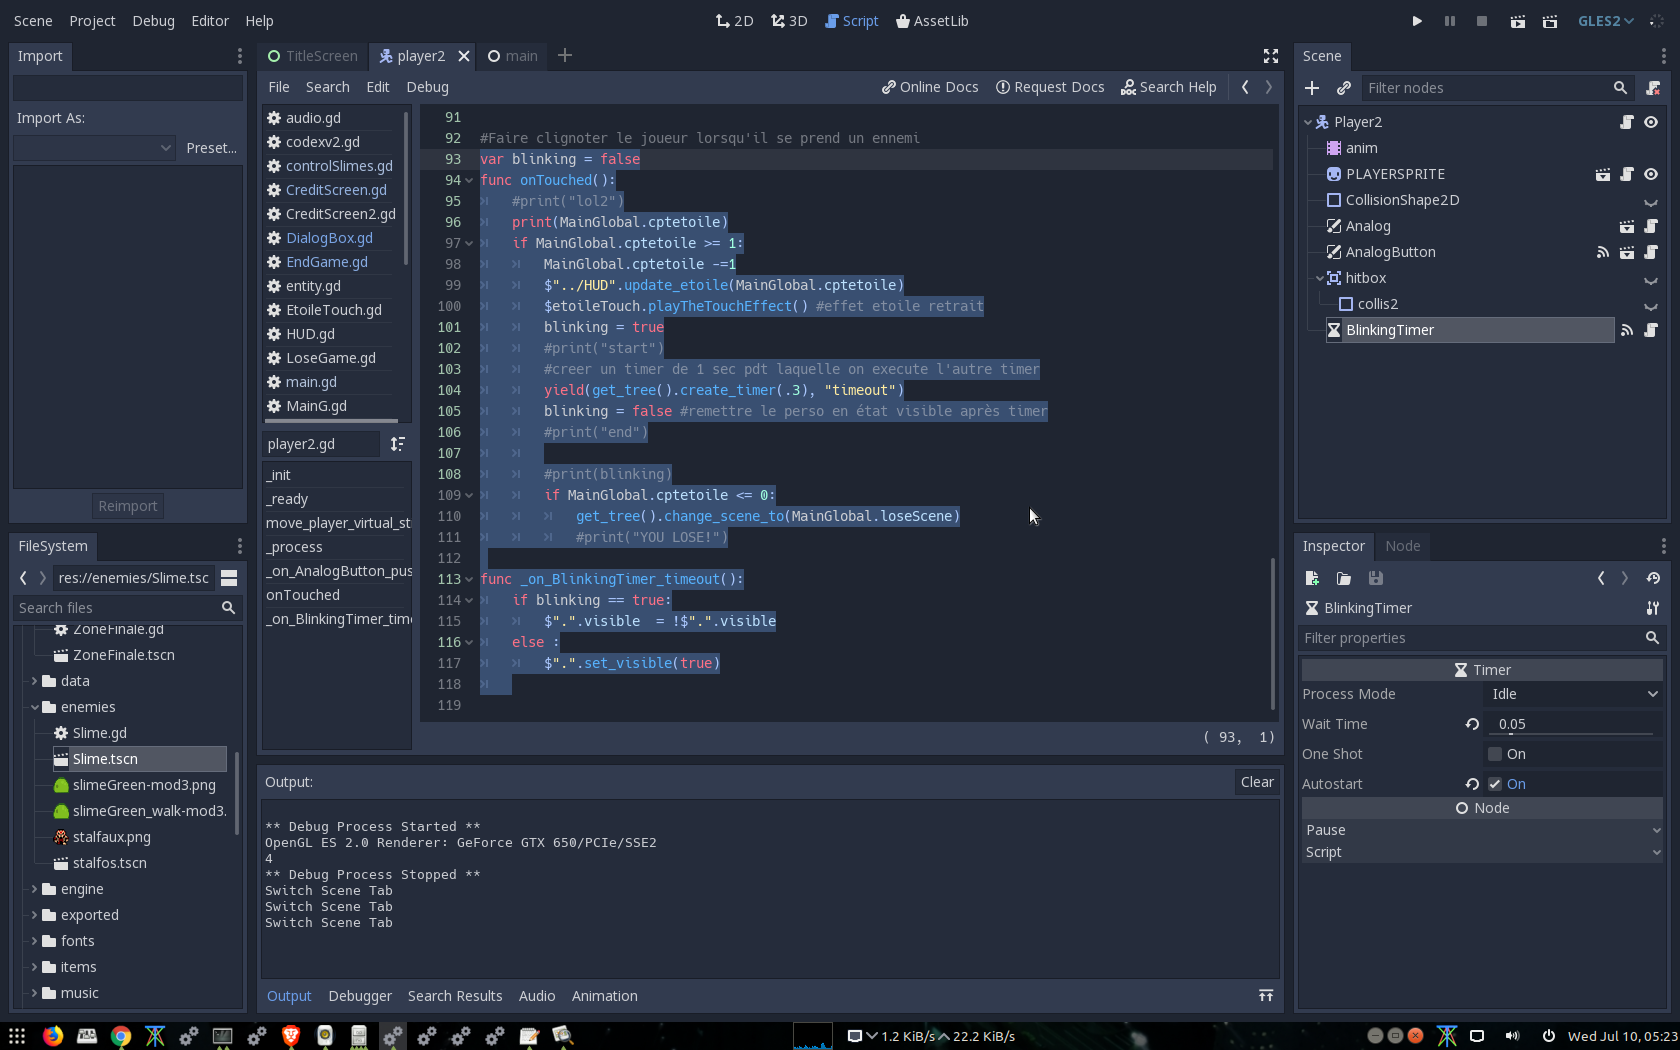 Scene Project Debug Editor Help
2D 3D Script AssetLib
GLES2
Import
Import As:
Preset...
Reimport
FileSystem
res://enemies/Slime.tsc
Search files
ZoneFinale.gd
ZoneFinale.tscn
data
enemies
Slime.gd
Slime.tscn
slimeGreen-mod3.png
slimeGreen_walk-mod3.
stalfaux.png
stalfos.tscn
engine
exported
fonts
items
music
TitleScreen player2 main
File Search Edit Debug
Online Docs Request Docs Search Help
audio.gd
codexv2.gd
controlSlimes.gd
CreditScreen.gd
CreditScreen2.gd
DialogBox.gd
EndGame.gd
entity.gd
EtoileTouch.gd
HUD.gd
LoseGame.gd
main.gd
MainG.gd
player2.gd
_init
_ready
move_player_virtual_st
_process
_on_AnalogButton_pus
onTouched
_on_BlinkingTimer_time
91
92 #Faire clignoter le joueur lorsqu'il se prend un ennemi
93 var blinking = false
94 func onTouched():
95 #print("lol2")
96 print(MainGlobal.cptetoile)
97 if MainGlobal.cptetoile >= 1:
98 MainGlobal.cptetoile -=1
99 $"../HUD".update_etoile(MainGlobal.cptetoile)
100 $etoileTouch.playTheTouchEffect() #effet etoile retrait
101 blinking = true
102 #print("start")
103 #creer un timer de 1 sec pdt laquelle on execute l'autre timer
104 yield(get_tree().create_timer(.3), "timeout")
105 blinking = false #remettre le perso en état visible après timer
106 #print("end")
107
108 #print(blinking)
109 if MainGlobal.cptetoile <= 0:
110 get_tree().change_scene_to(MainGlobal.loseScene)
111 #print("YOU LOSE!")
112
113 func _on_BlinkingTimer_timeout():
114 if blinking == true:
115 $".".visible  = !$".".visible
116 else :
117 $".".set_visible(true)
118
119
( 93, 1)
Output:
Clear
** Debug Process Started **
OpenGL ES 2.0 Renderer: GeForce GTX 650/PCIe/SSE2
4
** Debug Process Stopped **
Switch Scene Tab
Switch Scene Tab
Switch Scene Tab
Output Debugger Search Results Audio Animation
Scene
Filter nodes
Player2
anim
PLAYERSPRITE
CollisionShape2D
Analog
AnalogButton
hitbox
collis2
BlinkingTimer
Inspector Node
BlinkingTimer
Filter properties
Timer
Process Mode Idle
Wait Time 0.05
One Shot On
Autostart On
Node
Pause
Script
1.2 KiB/s 22.2 KiB/s
Wed Jul 10, 05:23